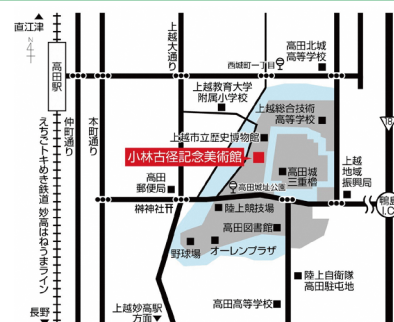 直江津
N
4
高田駅
えちごトキめき鉄道 妙高はねうまライン
長野
仲町通り
本町通り
上越大通り
西城町一丁目
高田北城
高等学校
上越教育大学
附属小学校
上越総合技術
高等学校
上越市立歴史博物館
小林古径記念美術館
高田城
三重櫓
高田
郵便局
高田城址公園
上越
地域
振興局
榊神社
陸上競技場
高田図書館
野球場
オーレンプラザ
陸上自衛隊
高田駐屯地
上越妙高駅
方面
高田高等学校
18
I.C